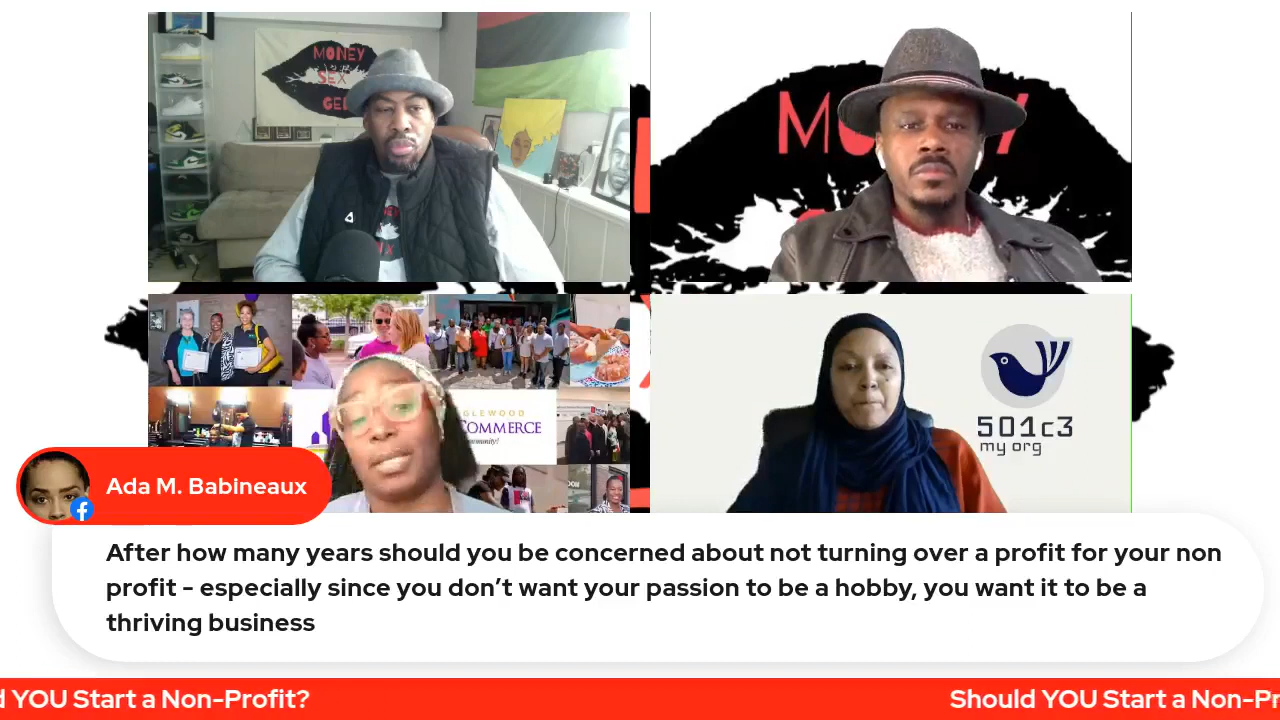 MONEY
SEX
GEL
M
Y
GLEWOOD
COMMERCE
mmunity!
501c3
my org
Ada M. Babineaux
After how many years should you be concerned about not turning over a profit for your non
profit - especially since you don’t want your passion to be a hobby, you want it to be a
thriving business
d YOU Start a Non-Profit?
Should YOU Start a Non-Pr